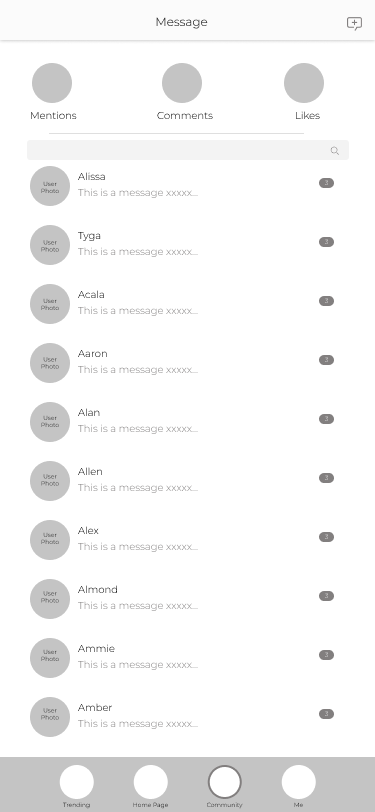 Message
Mentions Comments Likes
User
Photo
Alissa
This is a message xxxxx...
3
User
Photo
Tyga
This is a message xxxxx...
3
User
Photo
Acala
This is a message xxxxx...
3
User
Photo
Aaron
This is a message xxxxx...
3
User
Photo
Alan
This is a message xxxxx...
3
User
Photo
Allen
This is a message xxxxx...
3
User
Photo
Alex
This is a message xxxxx...
3
User
Photo
Almond
This is a message xxxxx...
3
User
Photo
Ammie
This is a message xxxxx...
3
User
Photo
Amber
This is a message xxxxx...
3
Trending Home Page Community Me